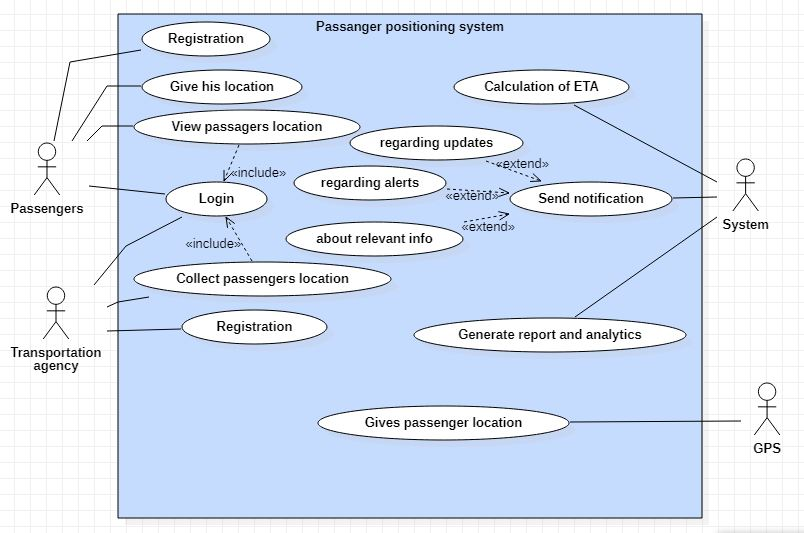 Passanger positioning system
Registration
Give his location
Calculation of ETA
View passagers location
regarding updates
«extend»
«include»
regarding alerts
«extend»
Login
Send notification
Passengers
System
«extend»
about relevant info
«include»
Collect passengers location
Registration
Generate report and analytics
Transportation
agency
Gives passenger location
GPS